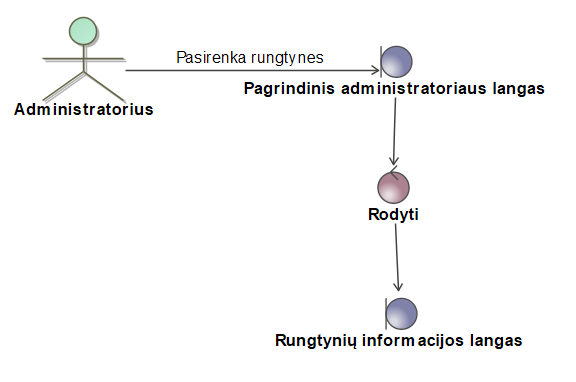 Pasirenka rungtynes
Pagrindinis administratoriaus langas
Administratorius
Rodyti
Rungtynių informacijos langas